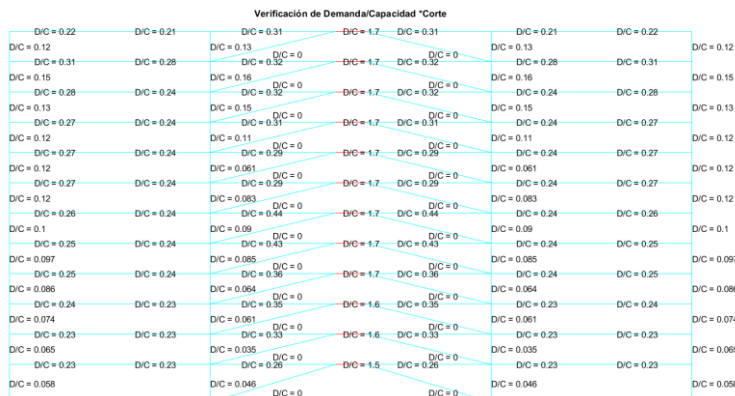 Verificación de Demanda/Capacidad *Corte
D/C = 0.22 D/C = 0.21 D/C = 0.31 D/C = 1.7 D/C = 0.31 D/C = 0.21 D/C = 0.22
D/C = 0.12 D/C = 0.13 D/C = 0 D/C = 0 D/C = 0.13 D/C = 0.12
D/C = 0.31 D/C = 0.28 D/C = 0.32 D/C = 1.7 D/C = 0.32 D/C = 0.28 D/C = 0.31
D/C = 0.15 D/C = 0.16 D/C = 0 D/C = 0 D/C = 0.16 D/C = 0.15
D/C = 0.28 D/C = 0.24 D/C = 0.32 D/C = 1.7 D/C = 0.32 D/C = 0.24 D/C = 0.28
D/C = 0.13 D/C = 0.15 D/C = 0 D/C = 0 D/C = 0.15 D/C = 0.13
D/C = 0.27 D/C = 0.24 D/C = 0.31 D/C = 1.7 D/C = 0.31 D/C = 0.24 D/C = 0.27
D/C = 0.12 D/C = 0.11 D/C = 0 D/C = 0 D/C = 0.11 D/C = 0.12
D/C = 0.27 D/C = 0.24 D/C = 0.29 D/C = 1.7 D/C = 0.29 D/C = 0.24 D/C = 0.27
D/C = 0.12 D/C = 0.061 D/C = 0 D/C = 0 D/C = 0.061 D/C = 0.12
D/C = 0.27 D/C = 0.24 D/C = 0.29 D/C = 1.7 D/C = 0.29 D/C = 0.24 D/C = 0.27
D/C = 0.12 D/C = 0.083 D/C = 0 D/C = 0 D/C = 0.083 D/C = 0.12
D/C = 0.26 D/C = 0.24 D/C = 0.44 D/C = 1.7 D/C = 0.44 D/C = 0.24 D/C = 0.26
D/C = 0.1 D/C = 0.09 D/C = 0 D/C = 0 D/C = 0.09 D/C = 0.1
D/C = 0.25 D/C = 0.24 D/C = 0.43 D/C = 1.7 D/C = 0.43 D/C = 0.24 D/C = 0.25
D/C = 0.097 D/C = 0.085 D/C = 0 D/C = 0 D/C = 0.085 D/C = 0.097
D/C = 0.25 D/C = 0.24 D/C = 0.36 D/C = 1.7 D/C = 0.36 D/C = 0.24 D/C = 0.25
D/C = 0.086 D/C = 0.064 D/C = 0 D/C = 0 D/C = 0.064 D/C = 0.086
D/C = 0.24 D/C = 0.23 D/C = 0.35 D/C = 1.6 D/C = 0.35 D/C = 0.23 D/C = 0.24
D/C = 0.074 D/C = 0.061 D/C = 0 D/C = 0 D/C = 0.061 D/C = 0.074
D/C = 0.23 D/C = 0.23 D/C = 0.33 D/C = 1.6 D/C = 0.33 D/C = 0.23 D/C = 0.23
D/C = 0.065 D/C = 0.035 D/C = 0 D/C = 0 D/C = 0.035 D/C = 0.065
D/C = 0.23 D/C = 0.23 D/C = 0.26 D/C = 1.5 D/C = 0.26 D/C = 0.23 D/C = 0.23
D/C = 0.058 D/C = 0.046 D/C = 0 D/C = 0 D/C = 0.046 D/C = 0.058